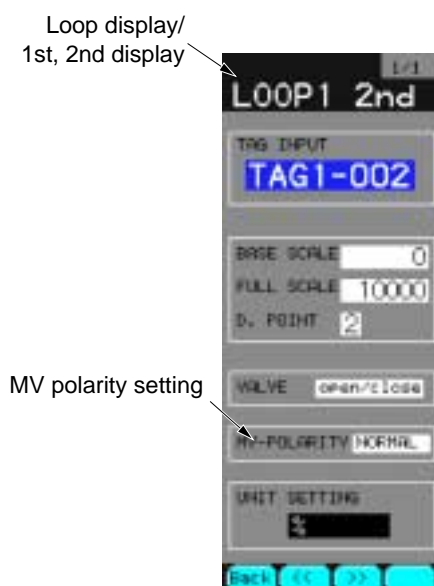 Loop display/
1st, 2nd display
1/1
LOOP1 2nd
TAG INPUT
TAG1-002
BASE SCALE 0
FULL SCALE 10000
D. POINT 2
VALVE open/close
MV polarity setting
MV-POLARITY NORMAL
UNIT SETTING
%
Back << >>